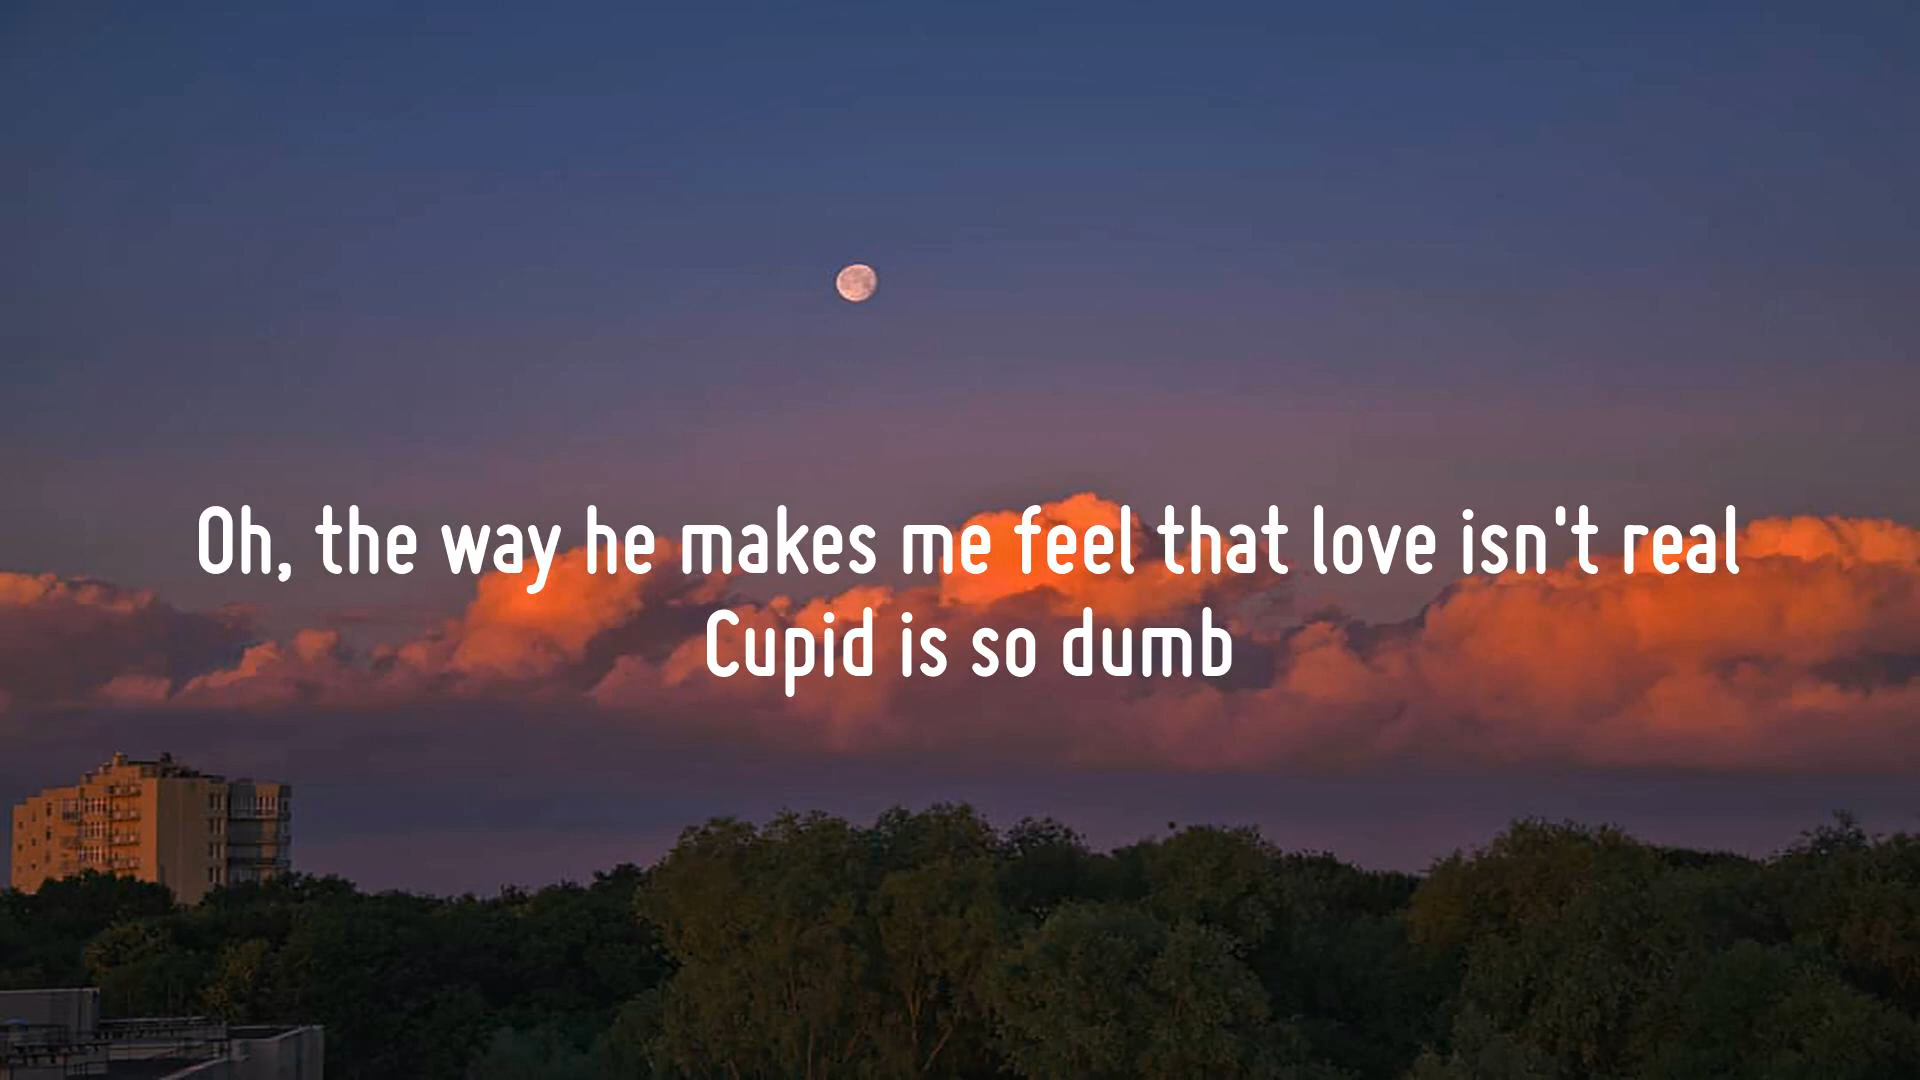 Oh, the way he makes me feel that love isn't real
Cupid is so dumb